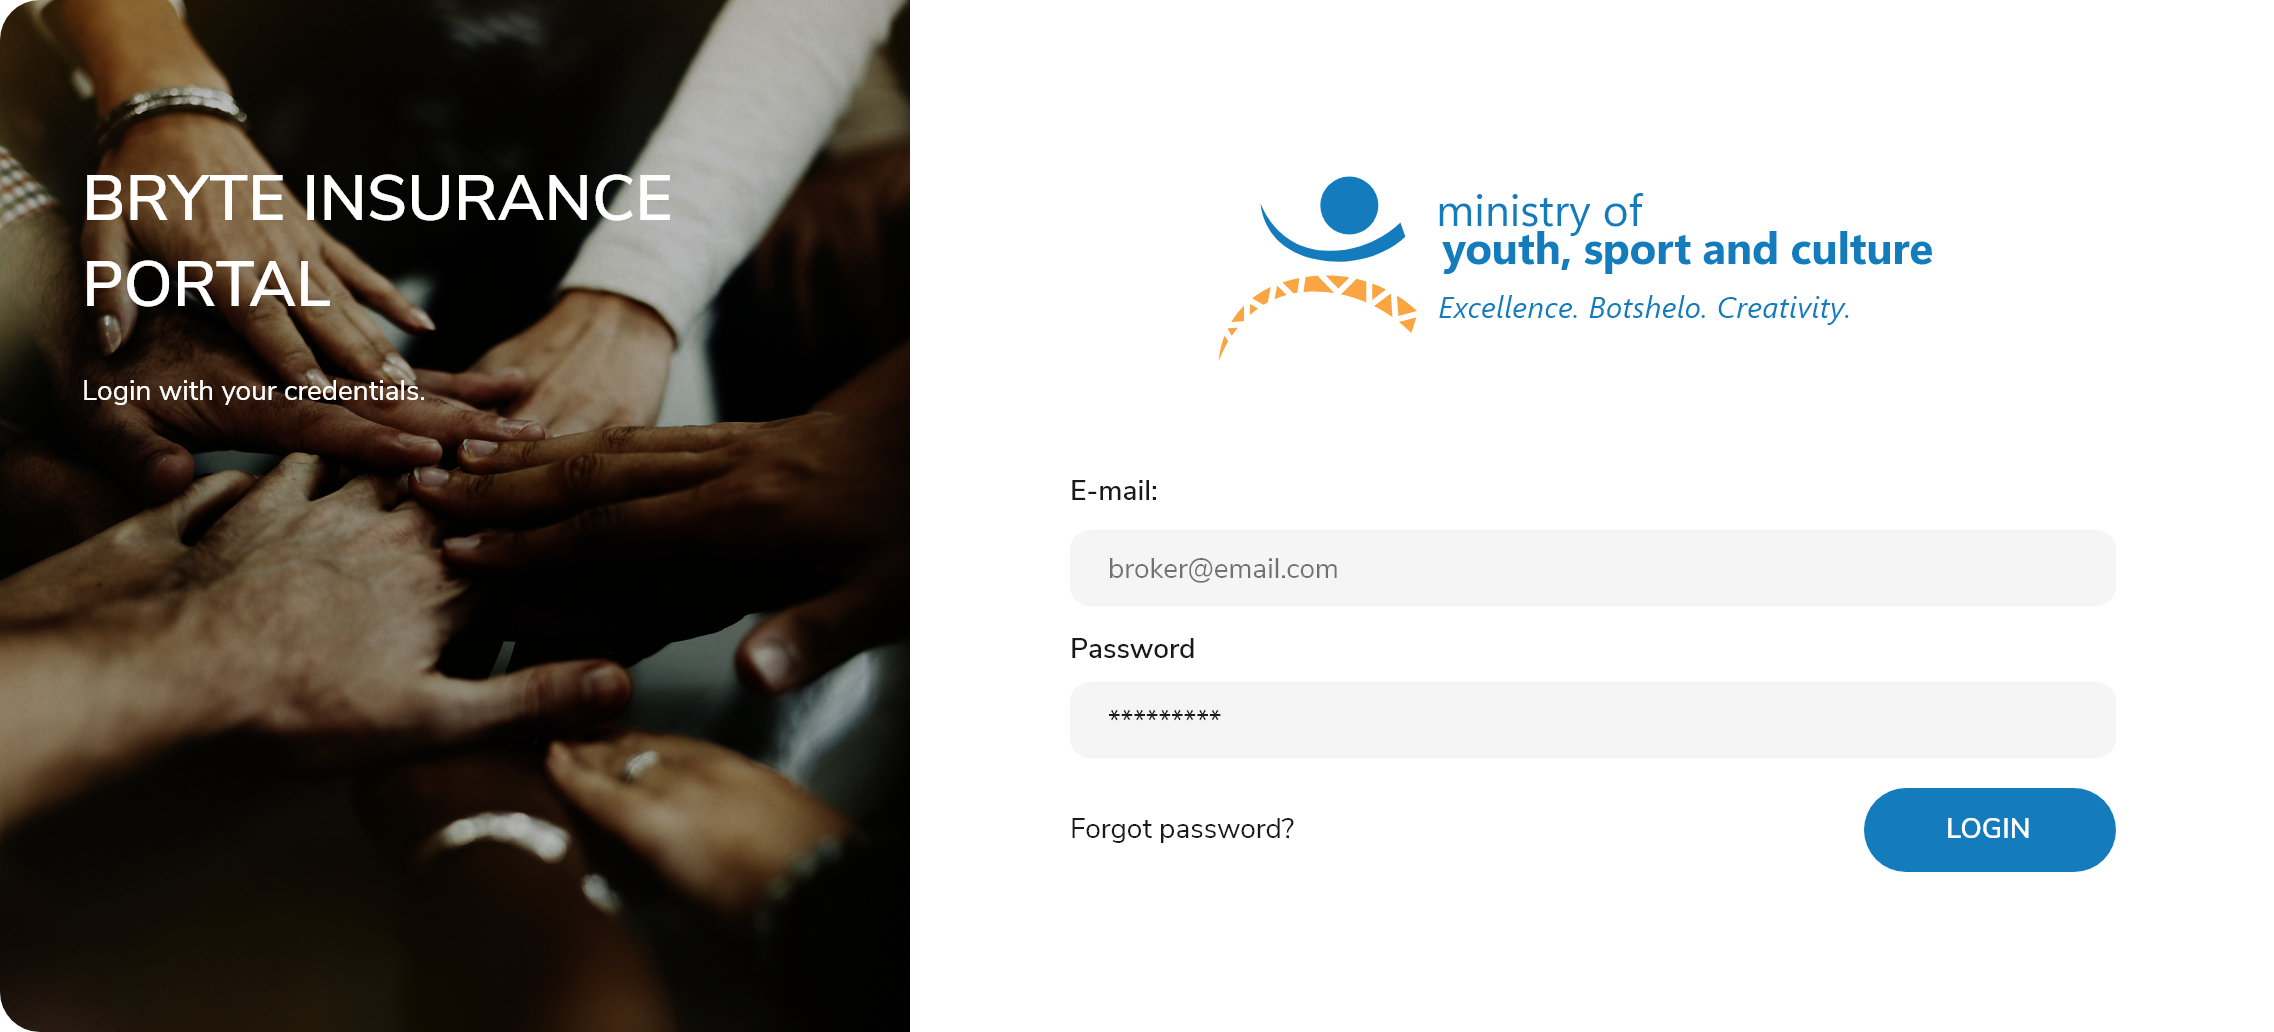 BRYTE INSURANCE
PORTAL
Login with your credentials.
ministry of
youth, sport and culture
Excellence. Botshelo. Creativity.
E-mail:
broker@email.com
Password
*********
Forgot password?
LOGIN